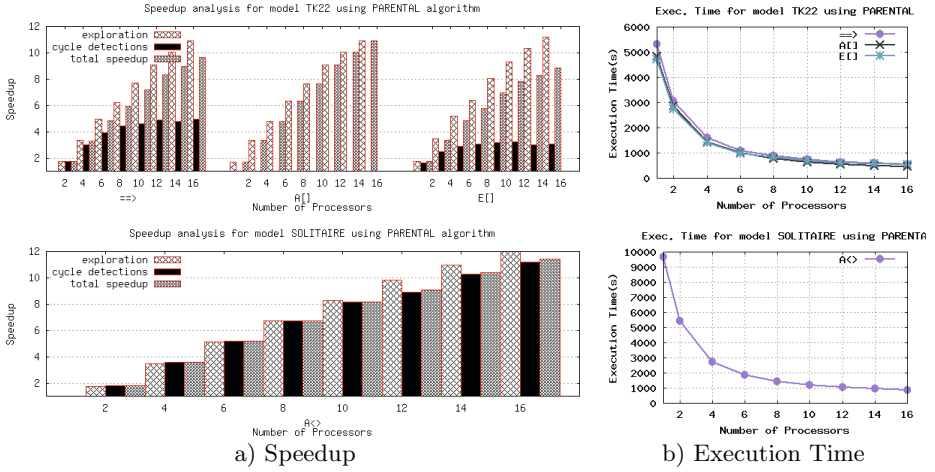 Speedup analysis for model TK22 using PARENTAL algorithm
12
10
8
6
4
2
Speedup
exploration
cycle detections
total speedup
2 4 6 8 10 12 14 16 2 4 6 8 10 12 14 16 2 4 6 8 10 12 14 16
==> A[] E[]
Number of Processors
Exec. Time for model TK22 using PARENTAL
6000
5000
4000
3000
2000
1000
0
Execution Time(s)
==>
A[]
E[]
2 4 6 8 10 12 14 16
Number of Processors
Speedup analysis for model SOLITAIRE using PARENTAL algorithm
12
10
8
6
4
2
Speedup
exploration
cycle detections
total speedup
2 4 6 8 10 12 14 16
A<>
Number of Processors
Exec. Time for model SOLITAIRE using PARENTA
10000
9000
8000
7000
6000
5000
4000
3000
2000
1000
0
Execution Time(s)
A<>
2 4 6 8 10 12 14 16
Number of Processors
a) Speedup
b) Execution Time